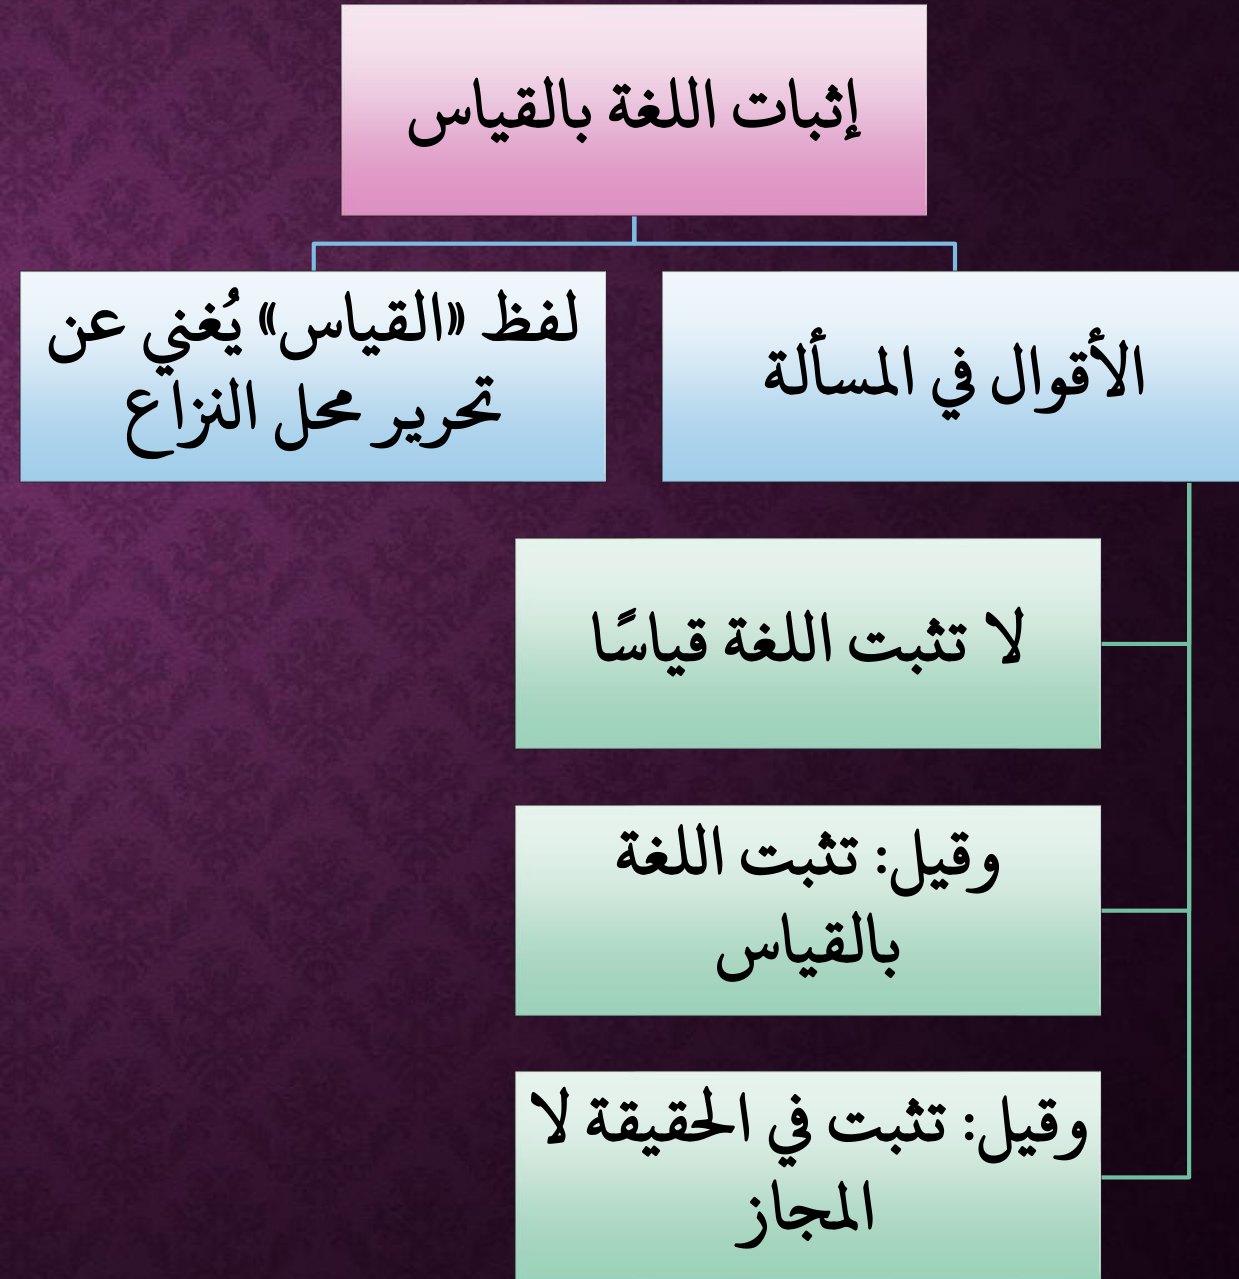 إثبات اللغة بالقياس
الأقوال في المسألة
لفظ «القياس» يُغني عن
تحرير محل النزاع
لا تثبت اللغة قياسًا
وقيل: تثبت اللغة
بالقياس
وقيل: تثبت في الحقيقة لا
المجاز